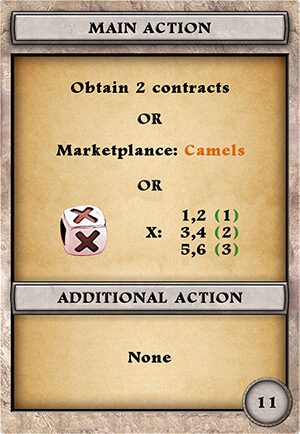 MAIN ACTION
Obtain 2 contracts
OR
Marketplance: Camels
OR
X X
1,2 (1)
X: 3,4 (2)
5,6 (3)
ADDITIONAL ACTION
None
11